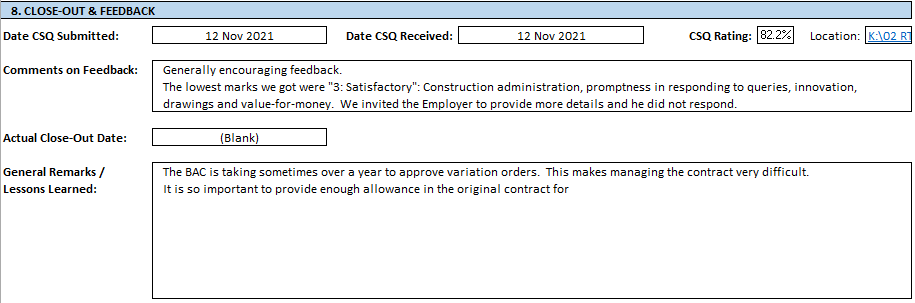 8. CLOSE-OUT & FEEDBACK
Date CSQ Submitted: 12 Nov 2021 Date CSQ Received: 12 Nov 2021 CSQ Rating: 82.2% Location: K:\02 RT
Comments on Feedback: Generally encouraging feedback.
The lowest marks we got were "3: Satisfactory": Construction administration, promptness in responding to queries, innovation,
drawings and value-for-money.  We invited the Employer to provide more details and he did not respond.
Actual Close-Out Date: (Blank)
General Remarks / The BAC is taking sometimes over a year to approve variation orders.  This makes managing the contract very difficult.
Lessons Learned: It is so important to provide enough allowance in the original contract for